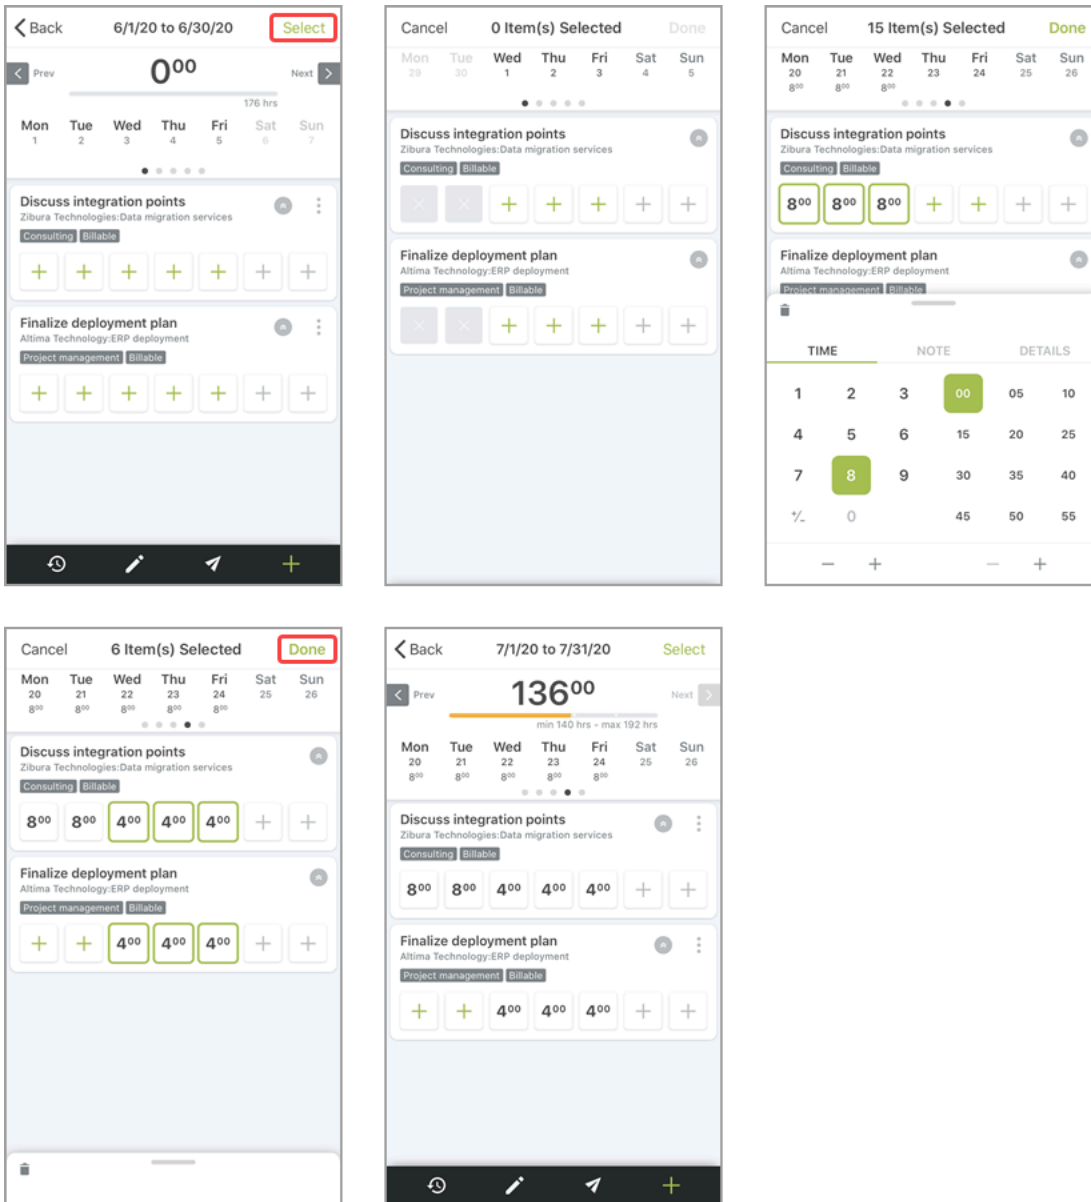 Back 6/1/20 to 6/30/20 Select
Prev 0⁰⁰ Next
176 hrs
Mon Tue Wed Thu Fri Sat Sun
1 2 3 4 5 6 7
Discuss integration points
Zibura Technologies:Data migration services
Consulting Billable
+ + + + + + +
Finalize deployment plan
Altima Technology:ERP deployment
Project management Billable
+ + + + + + +
+
Cancel 0 Item(s) Selected Done
Mon Tue Wed Thu Fri Sat Sun
29 30 1 2 3 4 5
Discuss integration points
Zibura Technologies:Data migration services
Consulting Billable
× × + + + + +
Finalize deployment plan
Altima Technology:ERP deployment
Project management Billable
× × + + + + +
Cancel 15 Item(s) Selected Done
Mon Tue Wed Thu Fri Sat Sun
20 21 22 23 24 25 26
8⁰⁰ 8⁰⁰ 8⁰⁰
Discuss integration points
Zibura Technologies:Data migration services
Consulting Billable
8⁰⁰ 8⁰⁰ 8⁰⁰ + + + +
Finalize deployment plan
Altima Technology:ERP deployment
Project management Billable
TIME NOTE DETAILS
1 2 3 00 05 10
4 5 6 15 20 25
7 8 9 30 35 40
+/- 0 45 50 55
− + − +
Cancel 6 Item(s) Selected Done
Mon Tue Wed Thu Fri Sat Sun
20 21 22 23 24 25 26
8⁰⁰ 8⁰⁰ 8⁰⁰ 8⁰⁰ 8⁰⁰
Discuss integration points
Zibura Technologies:Data migration services
Consulting Billable
8⁰⁰ 8⁰⁰ 4⁰⁰ 4⁰⁰ 4⁰⁰ + +
Finalize deployment plan
Altima Technology:ERP deployment
Project management Billable
+ + 4⁰⁰ 4⁰⁰ 4⁰⁰ + +
Back 7/1/20 to 7/31/20 Select
Prev 136⁰⁰ Next
min 140 hrs - max 192 hrs
Mon Tue Wed Thu Fri Sat Sun
20 21 22 23 24 25 26
8⁰⁰ 8⁰⁰ 8⁰⁰ 8⁰⁰ 8⁰⁰
Discuss integration points
Zibura Technologies:Data migration services
Consulting Billable
8⁰⁰ 8⁰⁰ 4⁰⁰ 4⁰⁰ 4⁰⁰ + +
Finalize deployment plan
Altima Technology:ERP deployment
Project management Billable
+ + 4⁰⁰ 4⁰⁰ 4⁰⁰ + +
+